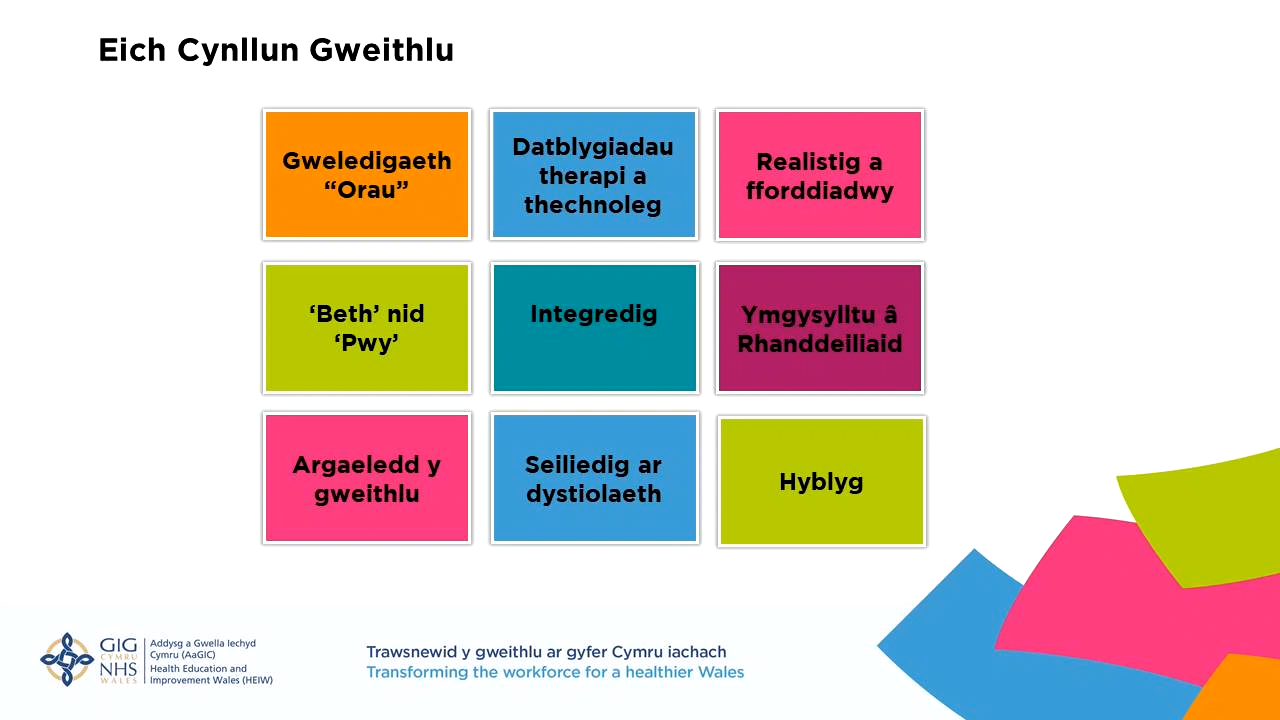 Eich Cynllun Gweithlu
Gweledigaeth
“Orau”
Datblygiadau
therapi a
thechnoleg
Realistig a
fforddiadwy
‘Beth’ nid
‘Pwy’
Integredig
Ymgysylltu â
Rhanddeiliaid
Argaeledd y
gweithlu
Seiliedig ar
dystiolaeth
Hyblyg
GIG
CYMRU
NHS
WALES
Addysg a Gwella Iechyd
Cymru (AaGIC)
Health Education and
Improvement Wales (HEIW)
Trawsnewid y gweithlu ar gyfer Cymru iachach
Transforming the workforce for a healthier Wales